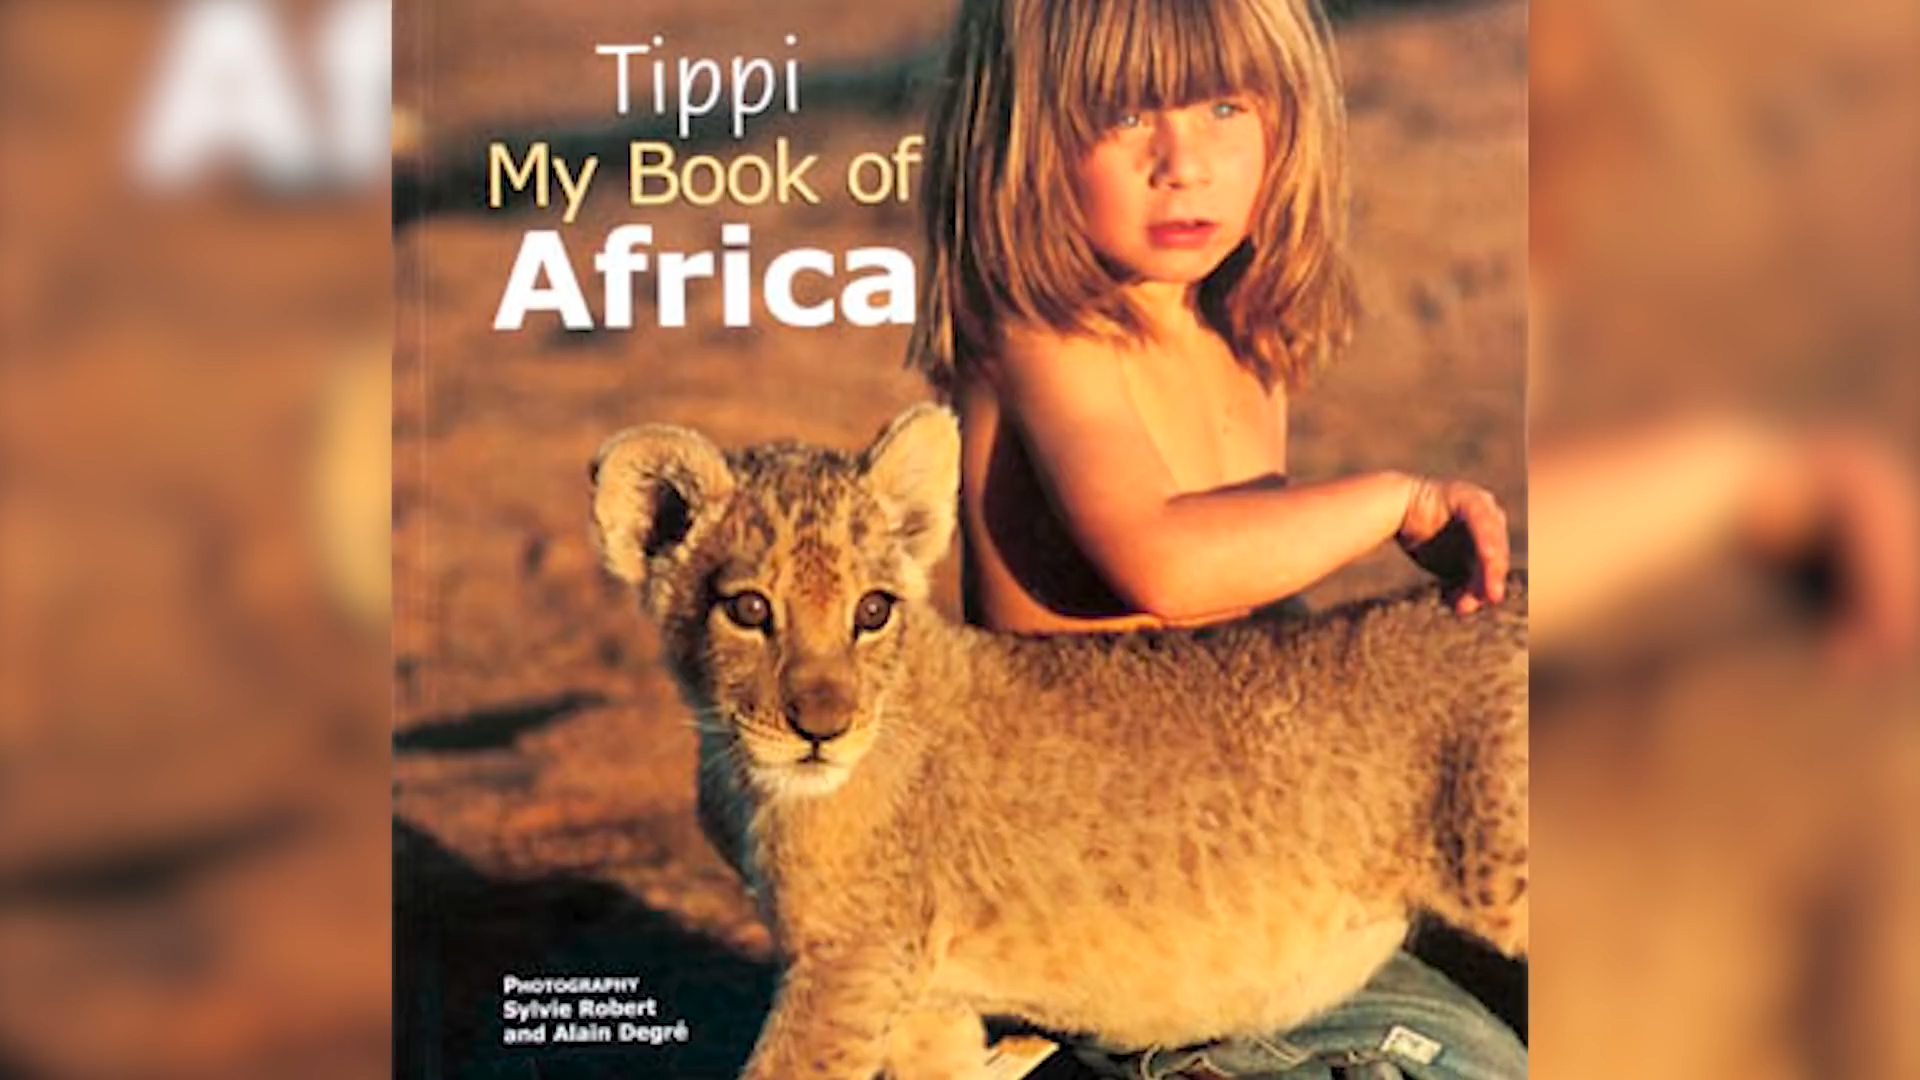 Tippi
My Book of
Africa
PHOTOGRAPHY
Sylvie Robert
and Alain Degré